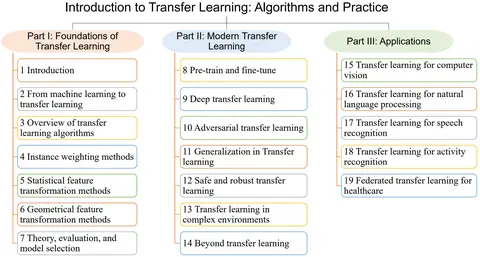 Introduction to Transfer Learning: Algorithms and Practice
Part I: Foundations of
Transfer Learning
1 Introduction
2 From machine learning to
transfer learning
3 Overview of transfer
learning algorithms
4 Instance weighting methods
5 Statistical feature
transformation methods
6 Geometrical feature
transformation methods
7 Theory, evaluation, and
model selection
Part II: Modern Transfer
Learning
8 Pre-train and fine-tune
9 Deep transfer learning
10 Adversarial transfer learning
11 Generalization in Transfer
learning
12 Safe and robust transfer
learning
13 Transfer learning in
complex environments
14 Beyond transfer learning
Part III: Applications
15 Transfer learning for computer
vision
16 Transfer learning for natural
language processing
17 Transfer learning for speech
recognition
18 Transfer learning for activity
recognition
19 Federated transfer learning for
healthcare